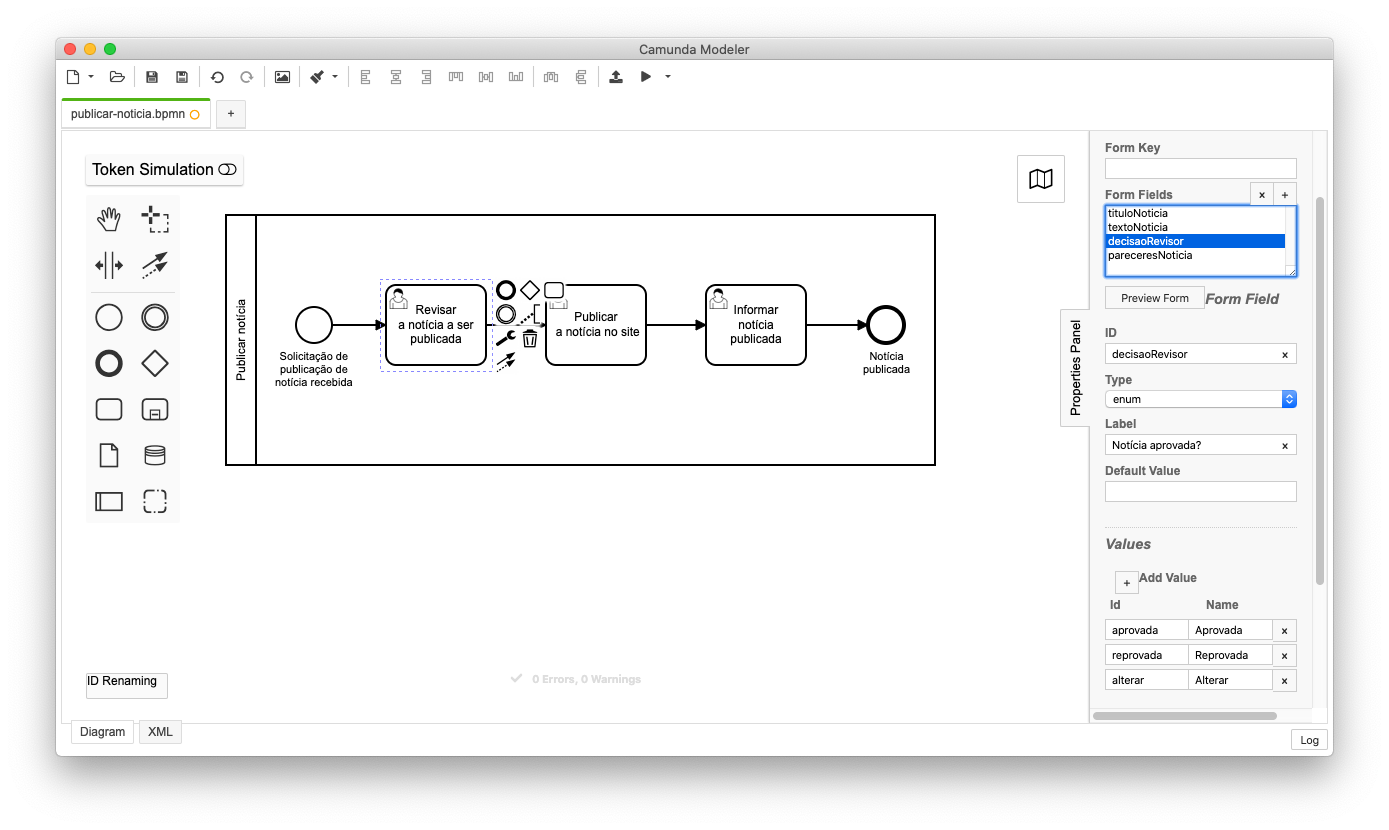 Camunda Modeler
publicar-noticia.bpmn
+
Token Simulation
Publicar notícia
Solicitação de
publicação de
notícia recebida
Revisar
a notícia a ser
publicada
Publicar
a notícia no site
Informar
notícia
publicada
Notícia
publicada
ID Renaming
0 Errors, 0 Warnings
Diagram
XML
Properties Panel
Form Key
Form Fields
x +
tituloNoticia
textoNoticia
decisaoRevisor
pareceresNoticia
Preview Form
Form Field
ID
decisaoRevisor x
Type
enum
Label
Notícia aprovada? x
Default Value
Values
+ Add Value
Id Name
aprovada Aprovada x
reprovada Reprovada x
alterar Alterar x
Log